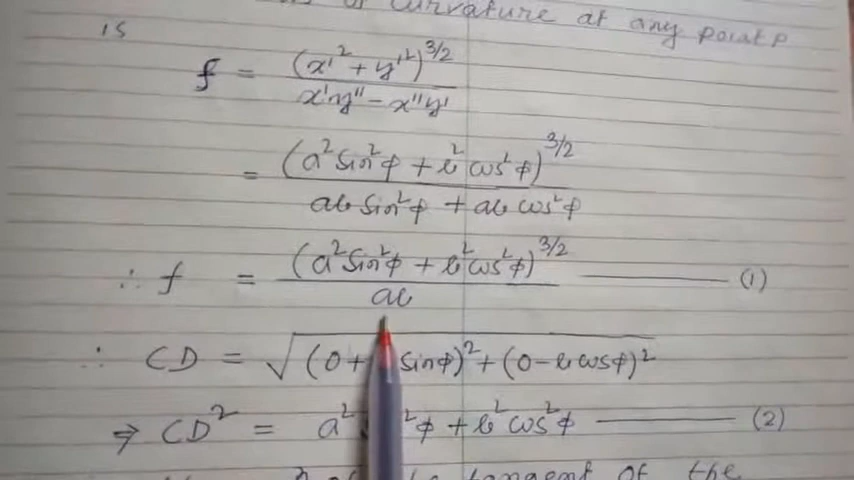 of curvature at any point P
is
f = (x'² + y'²)^3/2 / x'y'' - x''y'
= (a² sin²φ + b² cos²φ)^3/2 / ab sin²φ + ab cos²φ
∴ f = (a² sin²φ + b² cos²φ)^3/2 / ab —— (1)
∴ CD = √(0+ sinφ)² + (0 - b cosφ)²
⇒ CD² = a² ²φ + b² cos²φ —— (2)
tangent of the